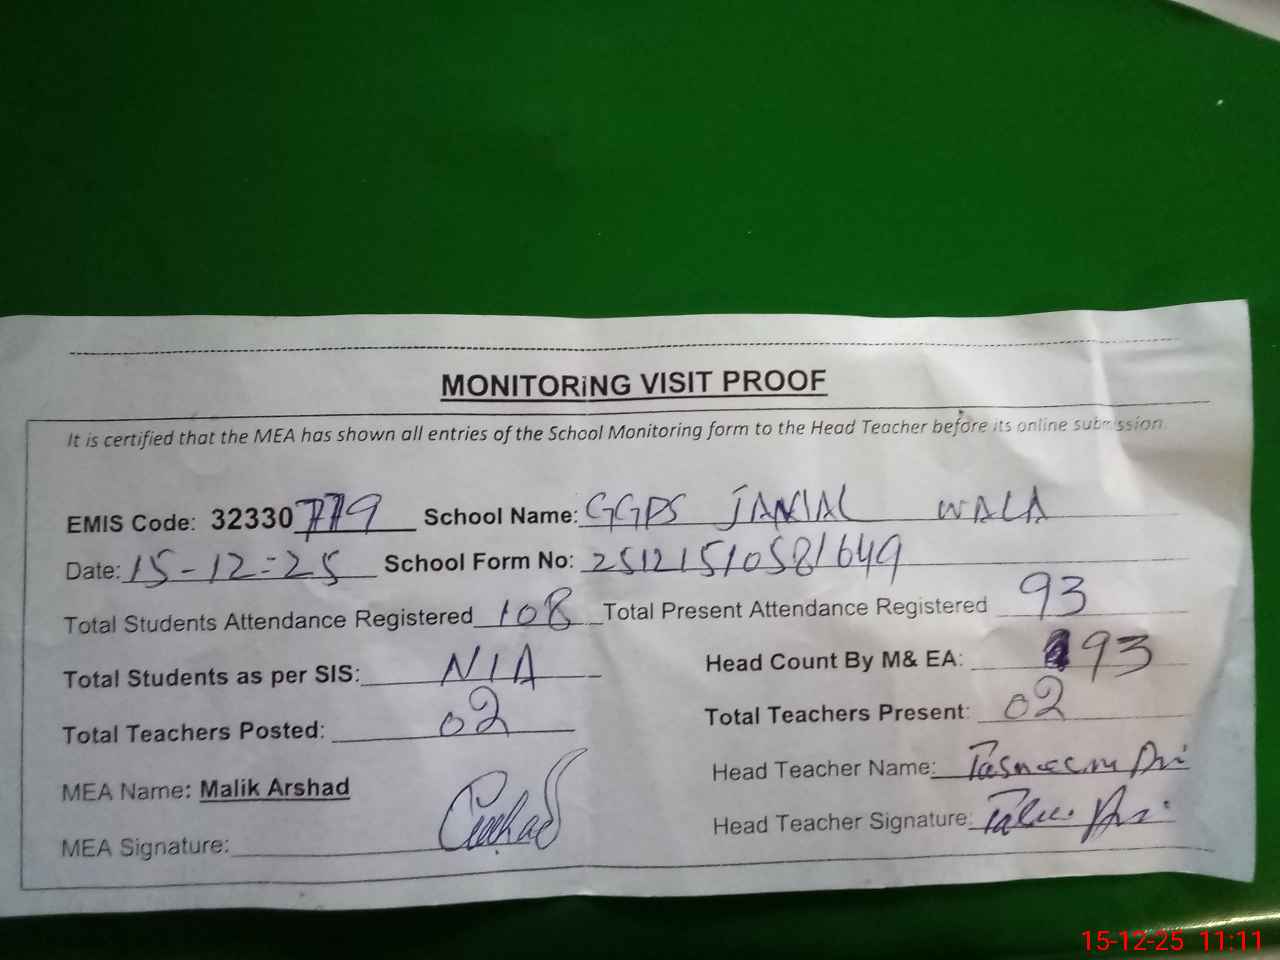 MONITORiNG VISIT PROOF
It is certified that the MEA has shown all entries of the School Monitoring form to the Head Teacher before its online submission.
EMIS Code: 32330779 School Name: GGPS JANJAL WALA
Date: 15-12-25 School Form No: 25121510581649
Total Students Attendance Registered 108 Total Present Attendance Registered 93
Total Students as per SIS: N/A Head Count By M& EA: 93
Total Teachers Posted: 02 Total Teachers Present: 02
MEA Name: Malik Arshad Head Teacher Name: Tasneem
MEA Signature: Head Teacher Signature:
15-12-25 11:11